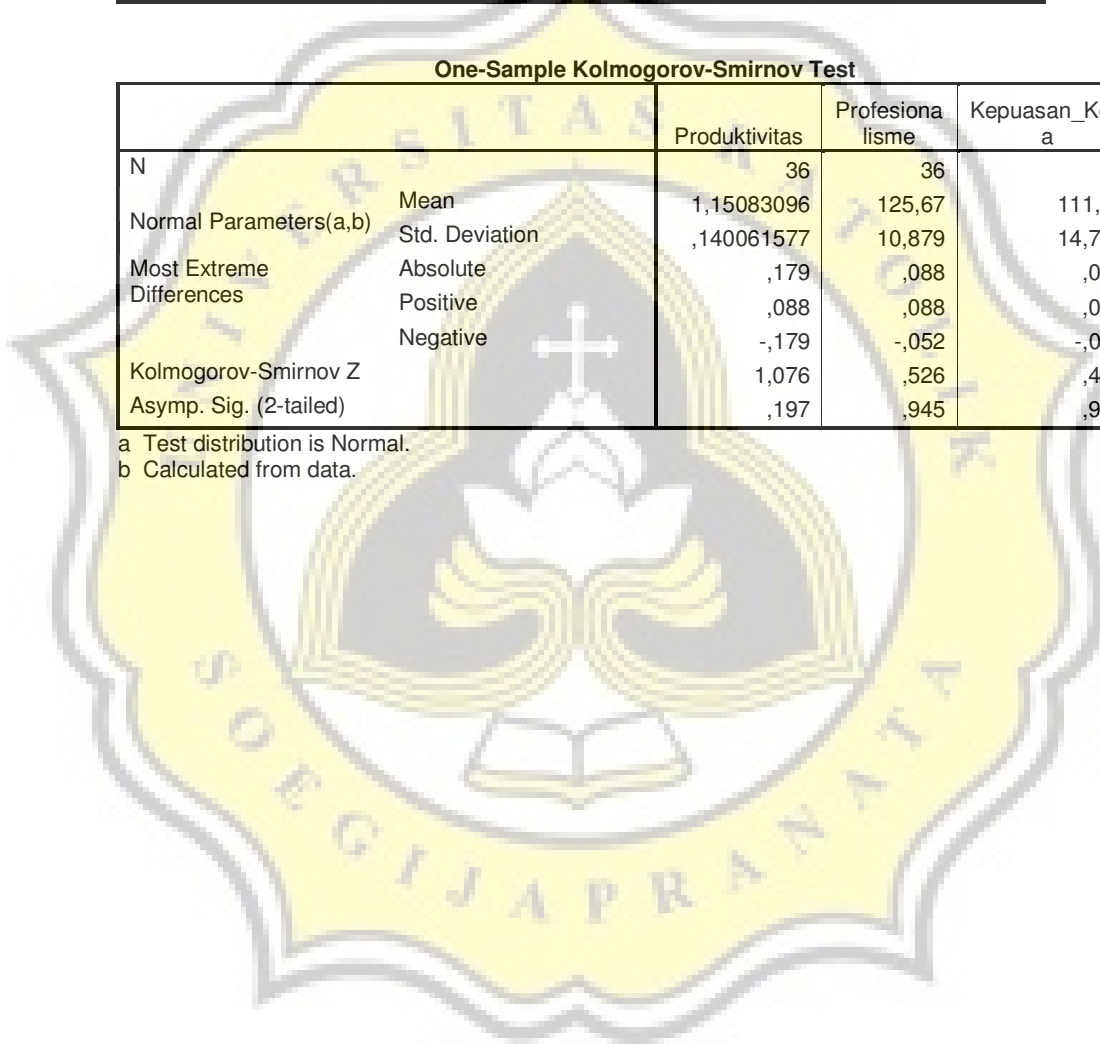 One-Sample Kolmogorov-Smirnov Test
Produktivitas Profesiona lisme Kepuasan_Ke a
N 36 36
Normal Parameters(a,b) Mean 1,15083096 125,67 111,
Std. Deviation ,140061577 10,879 14,7
Most Extreme Differences Absolute ,179 ,088 ,0
Positive ,088 ,088 ,0
Negative -,179 -,052 -,0
Kolmogorov-Smirnov Z 1,076 ,526 ,4
Asymp. Sig. (2-tailed) ,197 ,945 ,9
a Test distribution is Normal.
b Calculated from data.
UNIVERSITAS KATOLIK
SOEGIJAPRANATA